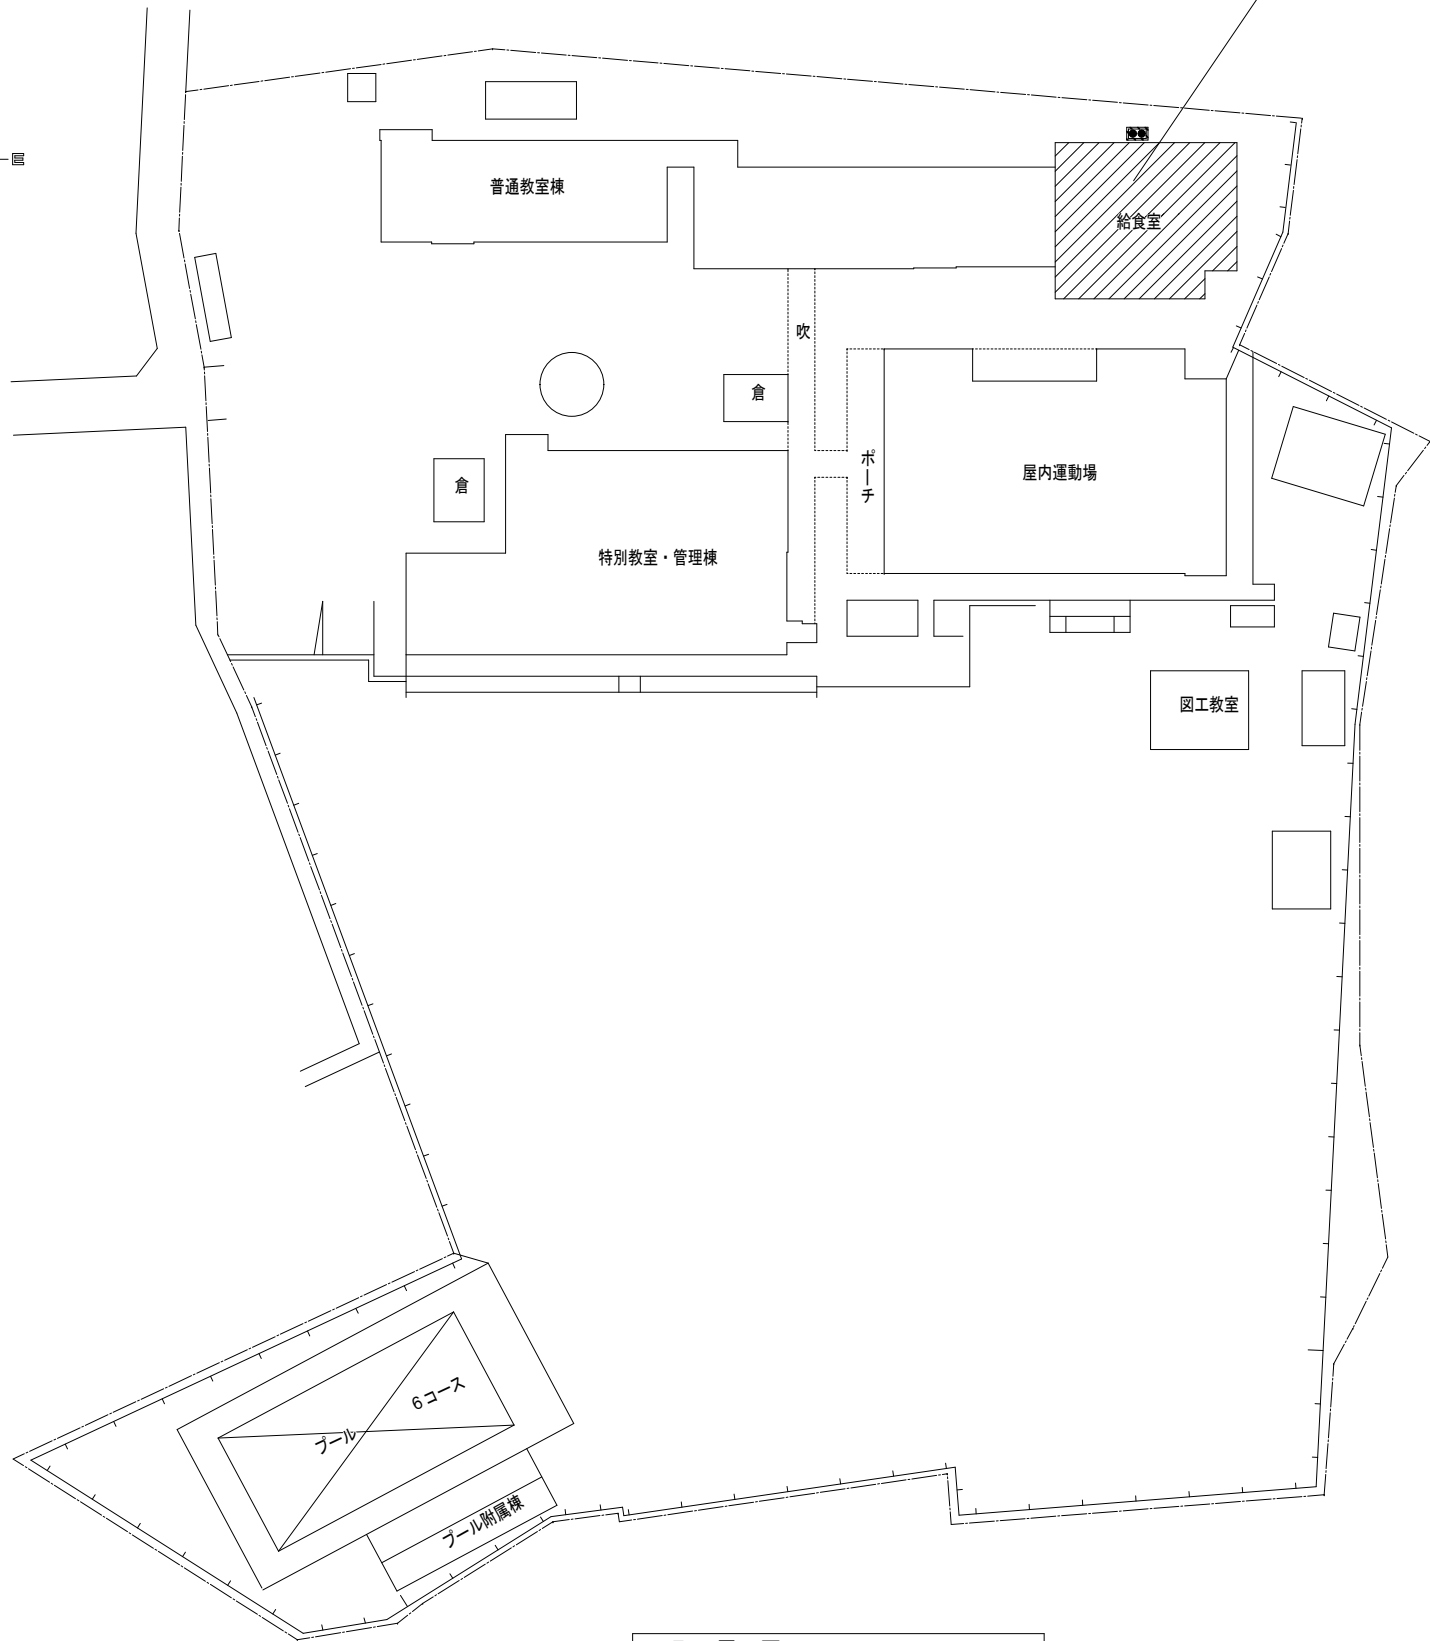 普通教室棟
給食室
吹
倉
ポーチ
屋内運動場
倉
特別教室・管理棟
図工教室
6コース
プール
プール附属棟